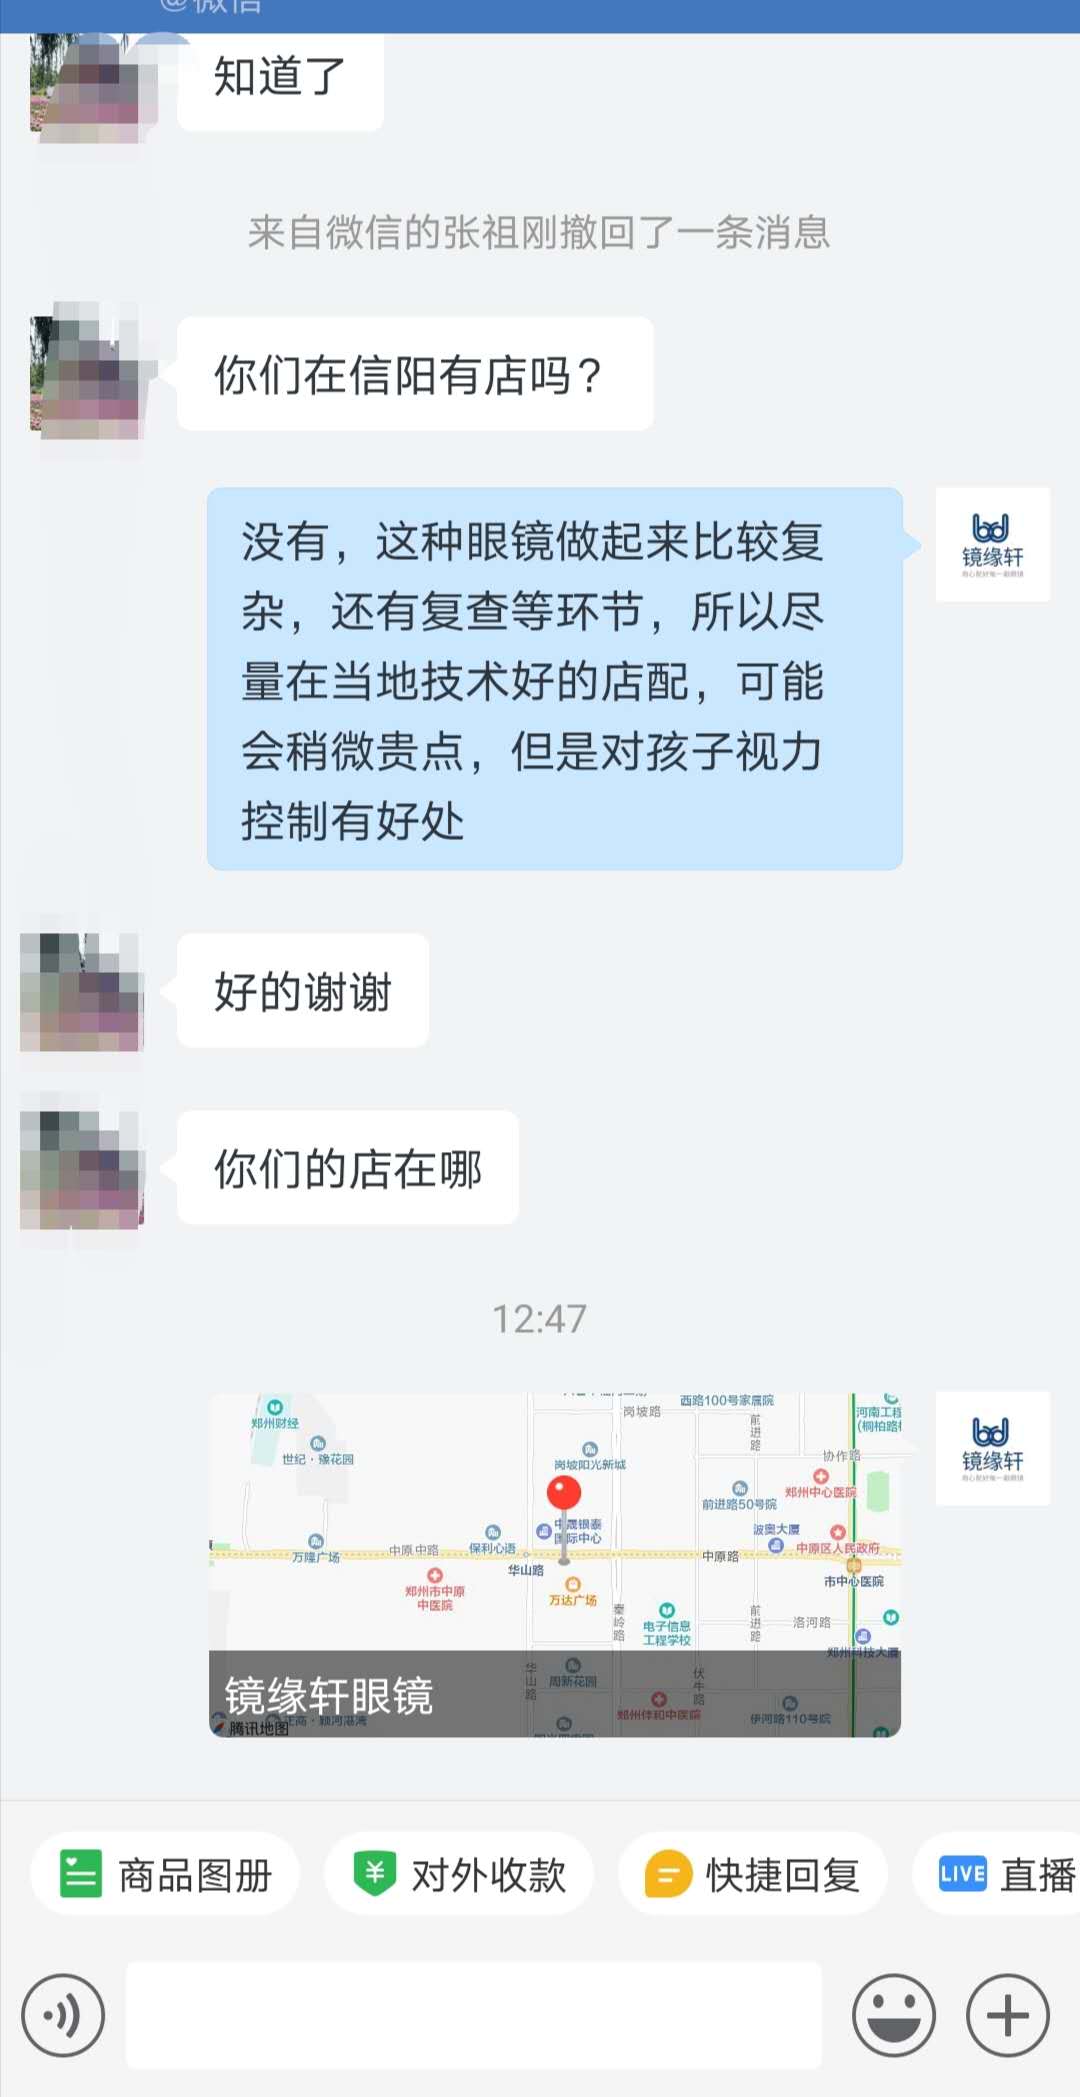 @微信
知道了
来自微信的张祖刚撤回了一条消息
你们在信阳有店吗？
没有，这种眼镜做起来比较复
杂，还有复查等环节，所以尽
量在当地技术好的店配，可能
会稍微贵点，但是对孩子视力
控制有好处
镜缘轩
好的谢谢
你们的店在哪
12:47
镜缘轩
西路100号家属院
岗坡路
前进路
河南工程
(桐柏路
郑州财经
世纪·豫花园
岗坡阳光新城
协作路
郑州中心医院
前进路50号院
中晟银泰
国际中心
波奥大厦
中原区人民政府
万隆广场
中原中路
保利心语
华山路
中原路
市中心医院
郑州市中原
中医院
万达广场
秦岭路
电子信息
工程学校
前进路
洛河路
郑州科技大厦
华山路
周新花园
伏牛路
郑州佯和中医院
伊河路110号院
镜缘轩眼镜
腾讯地图
正商·颍河港湾
商品图册
对外收款
快捷回复
LIVE 直播